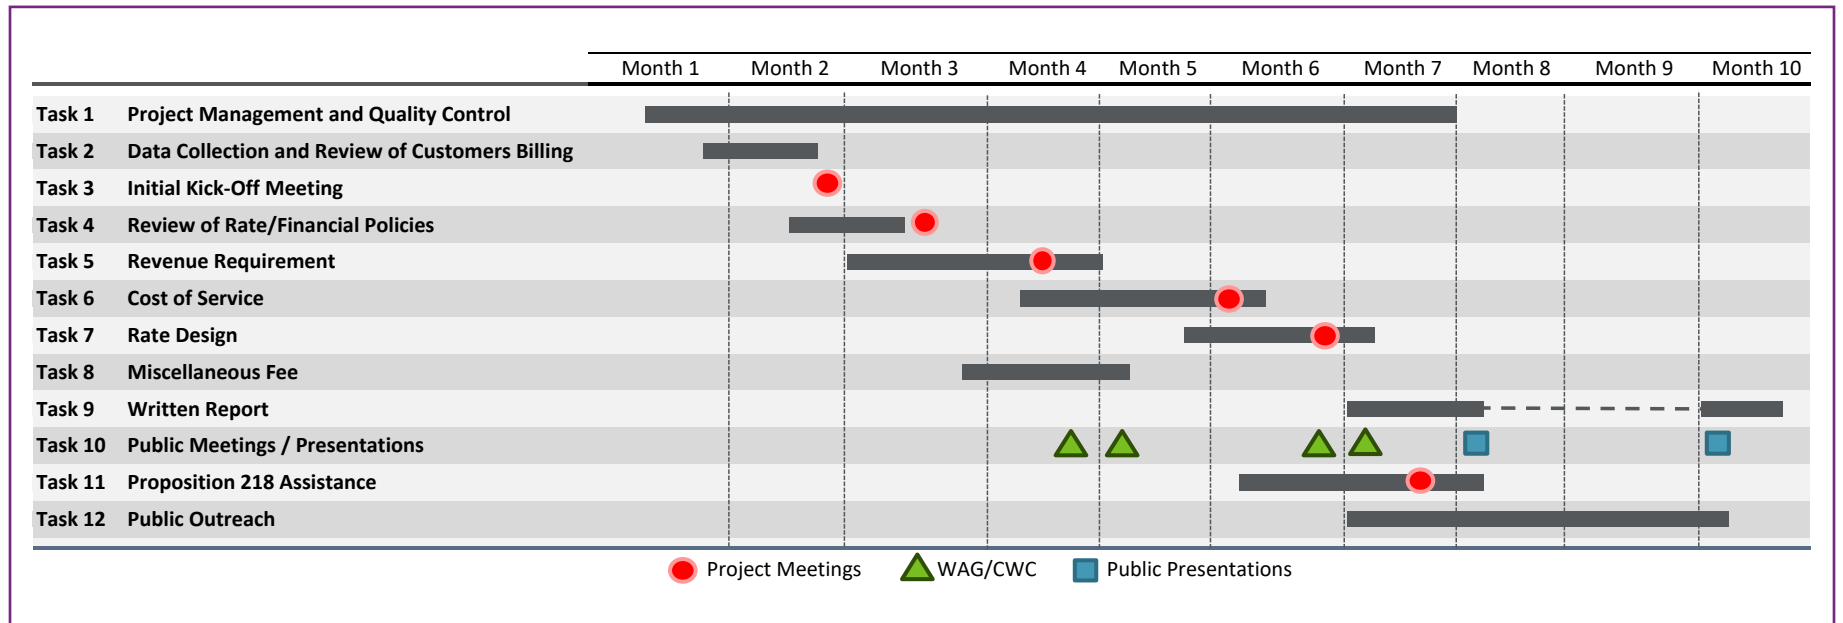 Month 1 Month 2 Month 3 Month 4 Month 5 Month 6 Month 7 Month 8 Month 9 Month 10
Task 1 Project Management and Quality Control
Task 2 Data Collection and Review of Customers Billing
Task 3 Initial Kick-Off Meeting
Task 4 Review of Rate/Financial Policies
Task 5 Revenue Requirement
Task 6 Cost of Service
Task 7 Rate Design
Task 8 Miscellaneous Fee
Task 9 Written Report
Task 10 Public Meetings / Presentations
Task 11 Proposition 218 Assistance
Task 12 Public Outreach
Project Meetings WAG/CWC Public Presentations